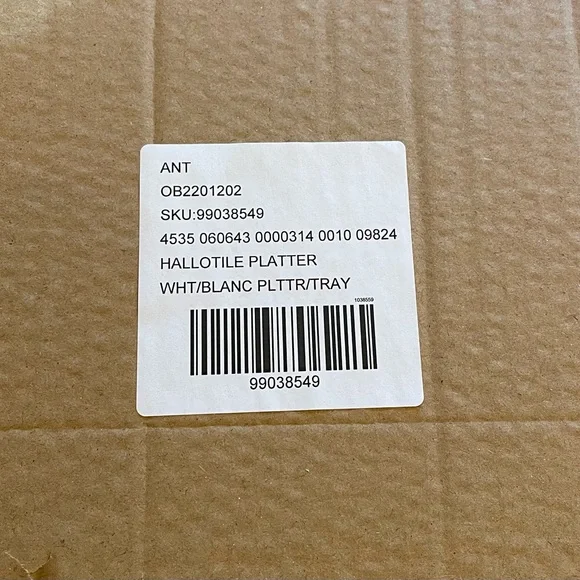 ANT
OB2201202
SKU:99038549
4535 060643 0000314 0010 09824
HALLOTILE PLATTER
WHT/BLANC PLTTR/TRAY
1036559
99038549